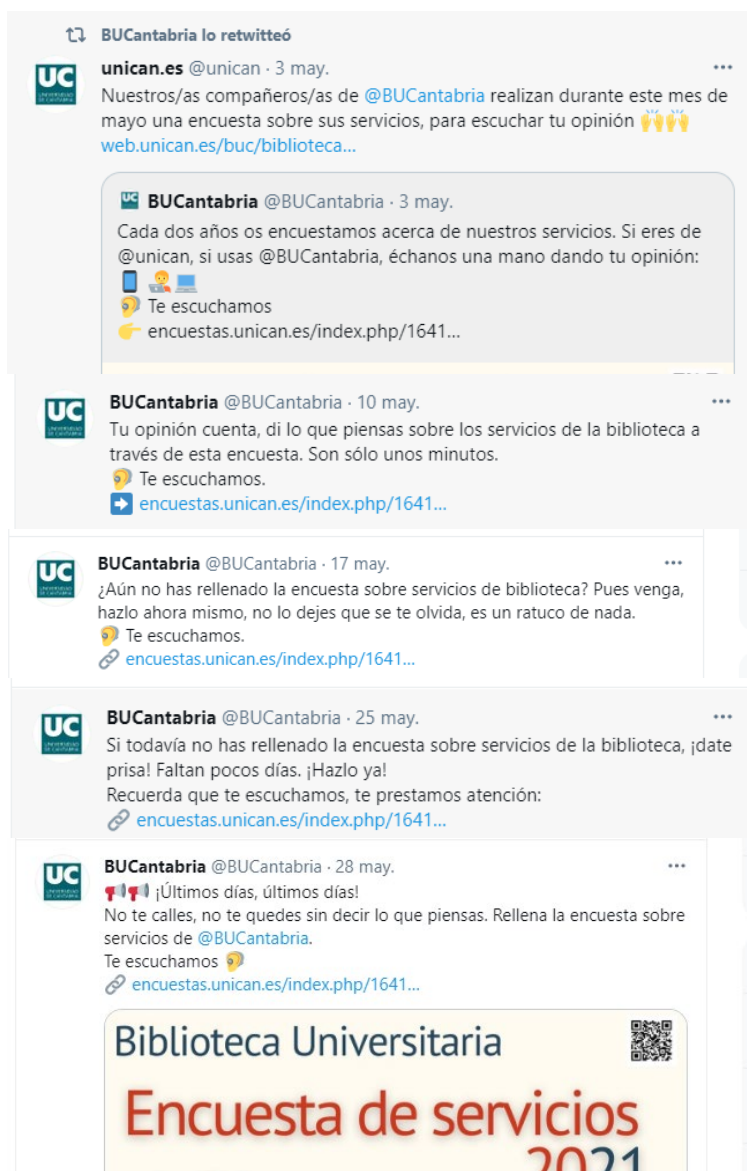 BUCantabria lo retwitteó
UC
unican.es @unican · 3 may.
Nuestros/as compañeros/as de @BUCantabria realizan durante este mes de
mayo una encuesta sobre sus servicios, para escuchar tu opinión 🙌🙌
web.unican.es/buc/biblioteca...
UC BUCantabria @BUCantabria · 3 may.
Cada dos años os encuestamos acerca de nuestros servicios. Si eres de
@unican, si usas @BUCantabria, échanos una mano dando tu opinión:
📱 🧑‍💻 💻
🦻 Te escuchamos
👉 encuestas.unican.es/index.php/1641...
UC
BUCantabria @BUCantabria · 10 may.
Tu opinión cuenta, di lo que piensas sobre los servicios de la biblioteca a
través de esta encuesta. Son sólo unos minutos.
🦻 Te escuchamos.
➡️ encuestas.unican.es/index.php/1641...
UC
BUCantabria @BUCantabria · 17 may.
¿Aún no has rellenado la encuesta sobre servicios de biblioteca? Pues venga,
hazlo ahora mismo, no lo dejes que se te olvida, es un ratuco de nada.
🦻 Te escuchamos.
🔗 encuestas.unican.es/index.php/1641...
UC
BUCantabria @BUCantabria · 25 may.
Si todavía no has rellenado la encuesta sobre servicios de la biblioteca, ¡date
prisa! Faltan pocos días. ¡Hazlo ya!
Recuerda que te escuchamos, te prestamos atención:
🔗 encuestas.unican.es/index.php/1641...
UC
BUCantabria @BUCantabria · 28 may.
📢📢 ¡Últimos días, últimos días!
No te calles, no te quedes sin decir lo que piensas. Rellena la encuesta sobre
servicios de @BUCantabria.
Te escuchamos 🦻
🔗 encuestas.unican.es/index.php/1641...
Biblioteca Universitaria
Encuesta de servicios
2021